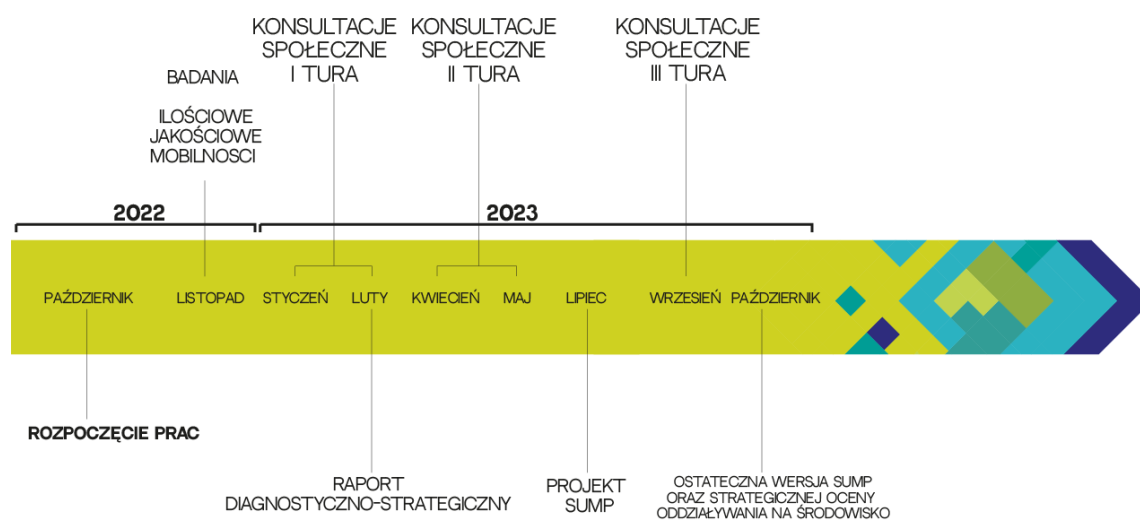 KONSULTACJE
SPOŁECZNE
I TURA
KONSULTACJE
SPOŁECZNE
II TURA
KONSULTACJE
SPOŁECZNE
III TURA
BADANIA
ILOŚCIOWE
JAKOŚCIOWE
MOBILNOSCI
2022
2023
PAŹDZIERNIK
LISTOPAD
STYCZEŃ
LUTY
KWIECIEŃ
MAJ
LIPIEC
WRZESIEŃ
PAŹDZIERNIK
ROZPOCZĘCIE PRAC
RAPORT
DIAGNOSTYCZNO-STRATEGICZNY
PROJEKT
SUMP
OSTATECZNA WERSJA SUMP
ORAZ STRATEGICZNEJ OCENY
ODDZIAŁYWANIA NA ŚRODOWISKO